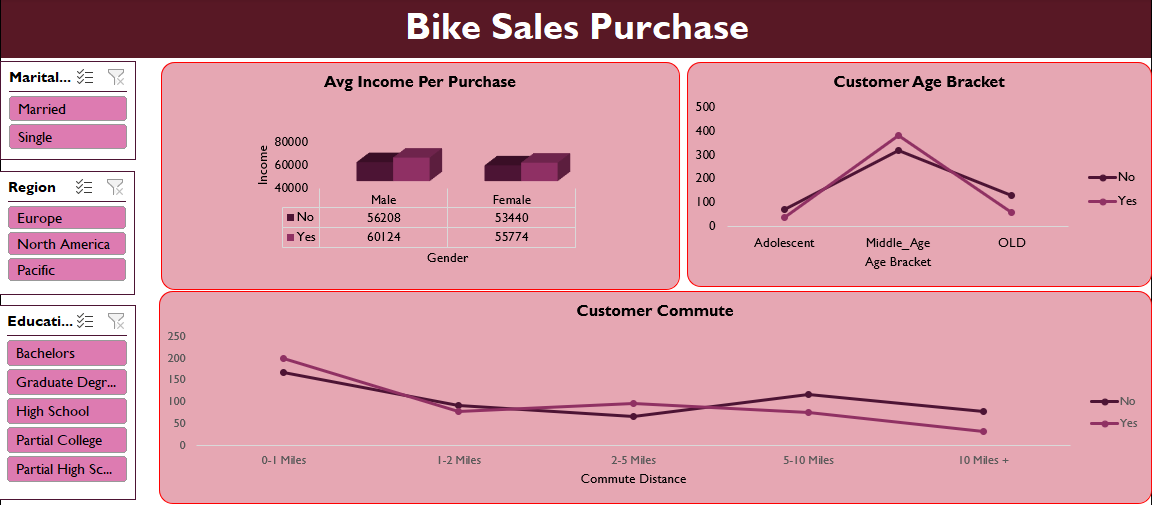 Bike Sales Purchase
Marital...
Married
Single
Region
Europe
North America
Pacific
Educati...
Bachelors
Graduate Degr...
High School
Partial College
Partial High Sc...
Avg Income Per Purchase
Income
80000
60000
40000
Male Female
No 56208 53440
Yes 60124 55774
Gender
Customer Age Bracket
500
400
300
200
100
0
Adolescent Middle_Age OLD
Age Bracket
No
Yes
Customer Commute
250
200
150
100
50
0
0-1 Miles 1-2 Miles 2-5 Miles 5-10 Miles 10 Miles +
Commute Distance
No
Yes